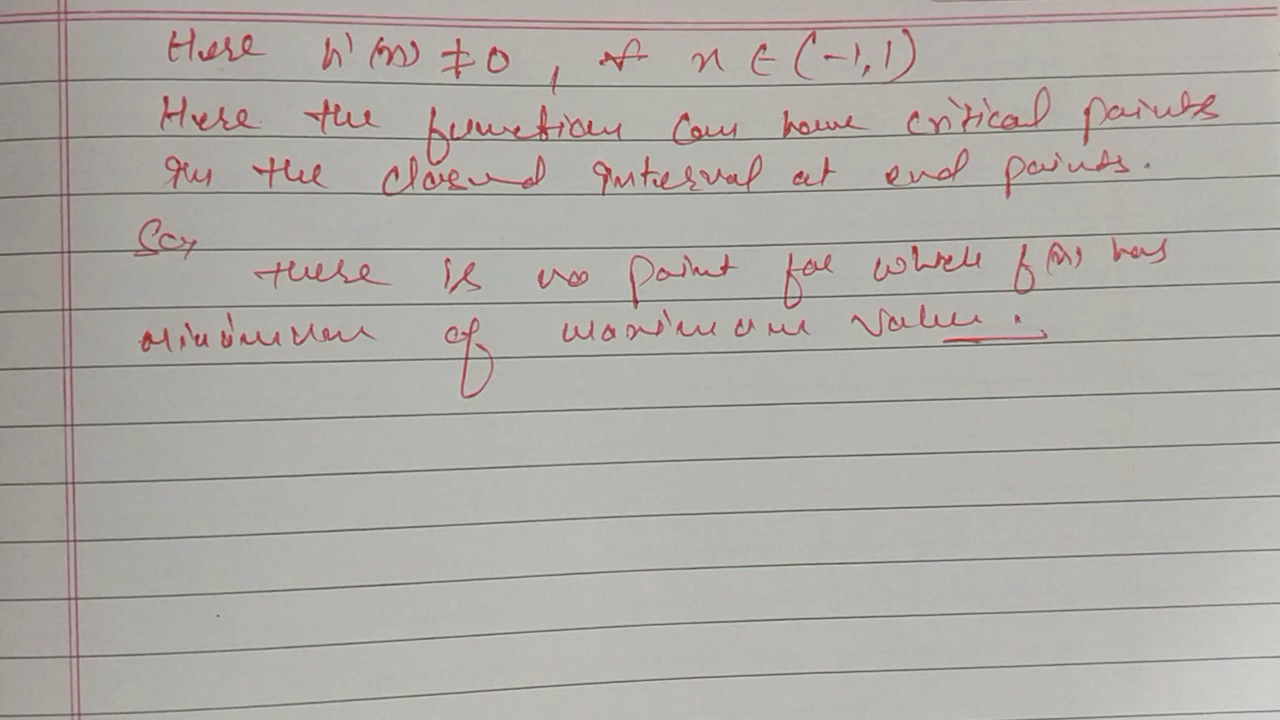 Here h'(x) ≠ 0, ∀ x ∈ (-1,1)
Here the function can have critical points
in the closed interval at end points.
So,
there is no point for which f(x) has
minimum of maximum value.